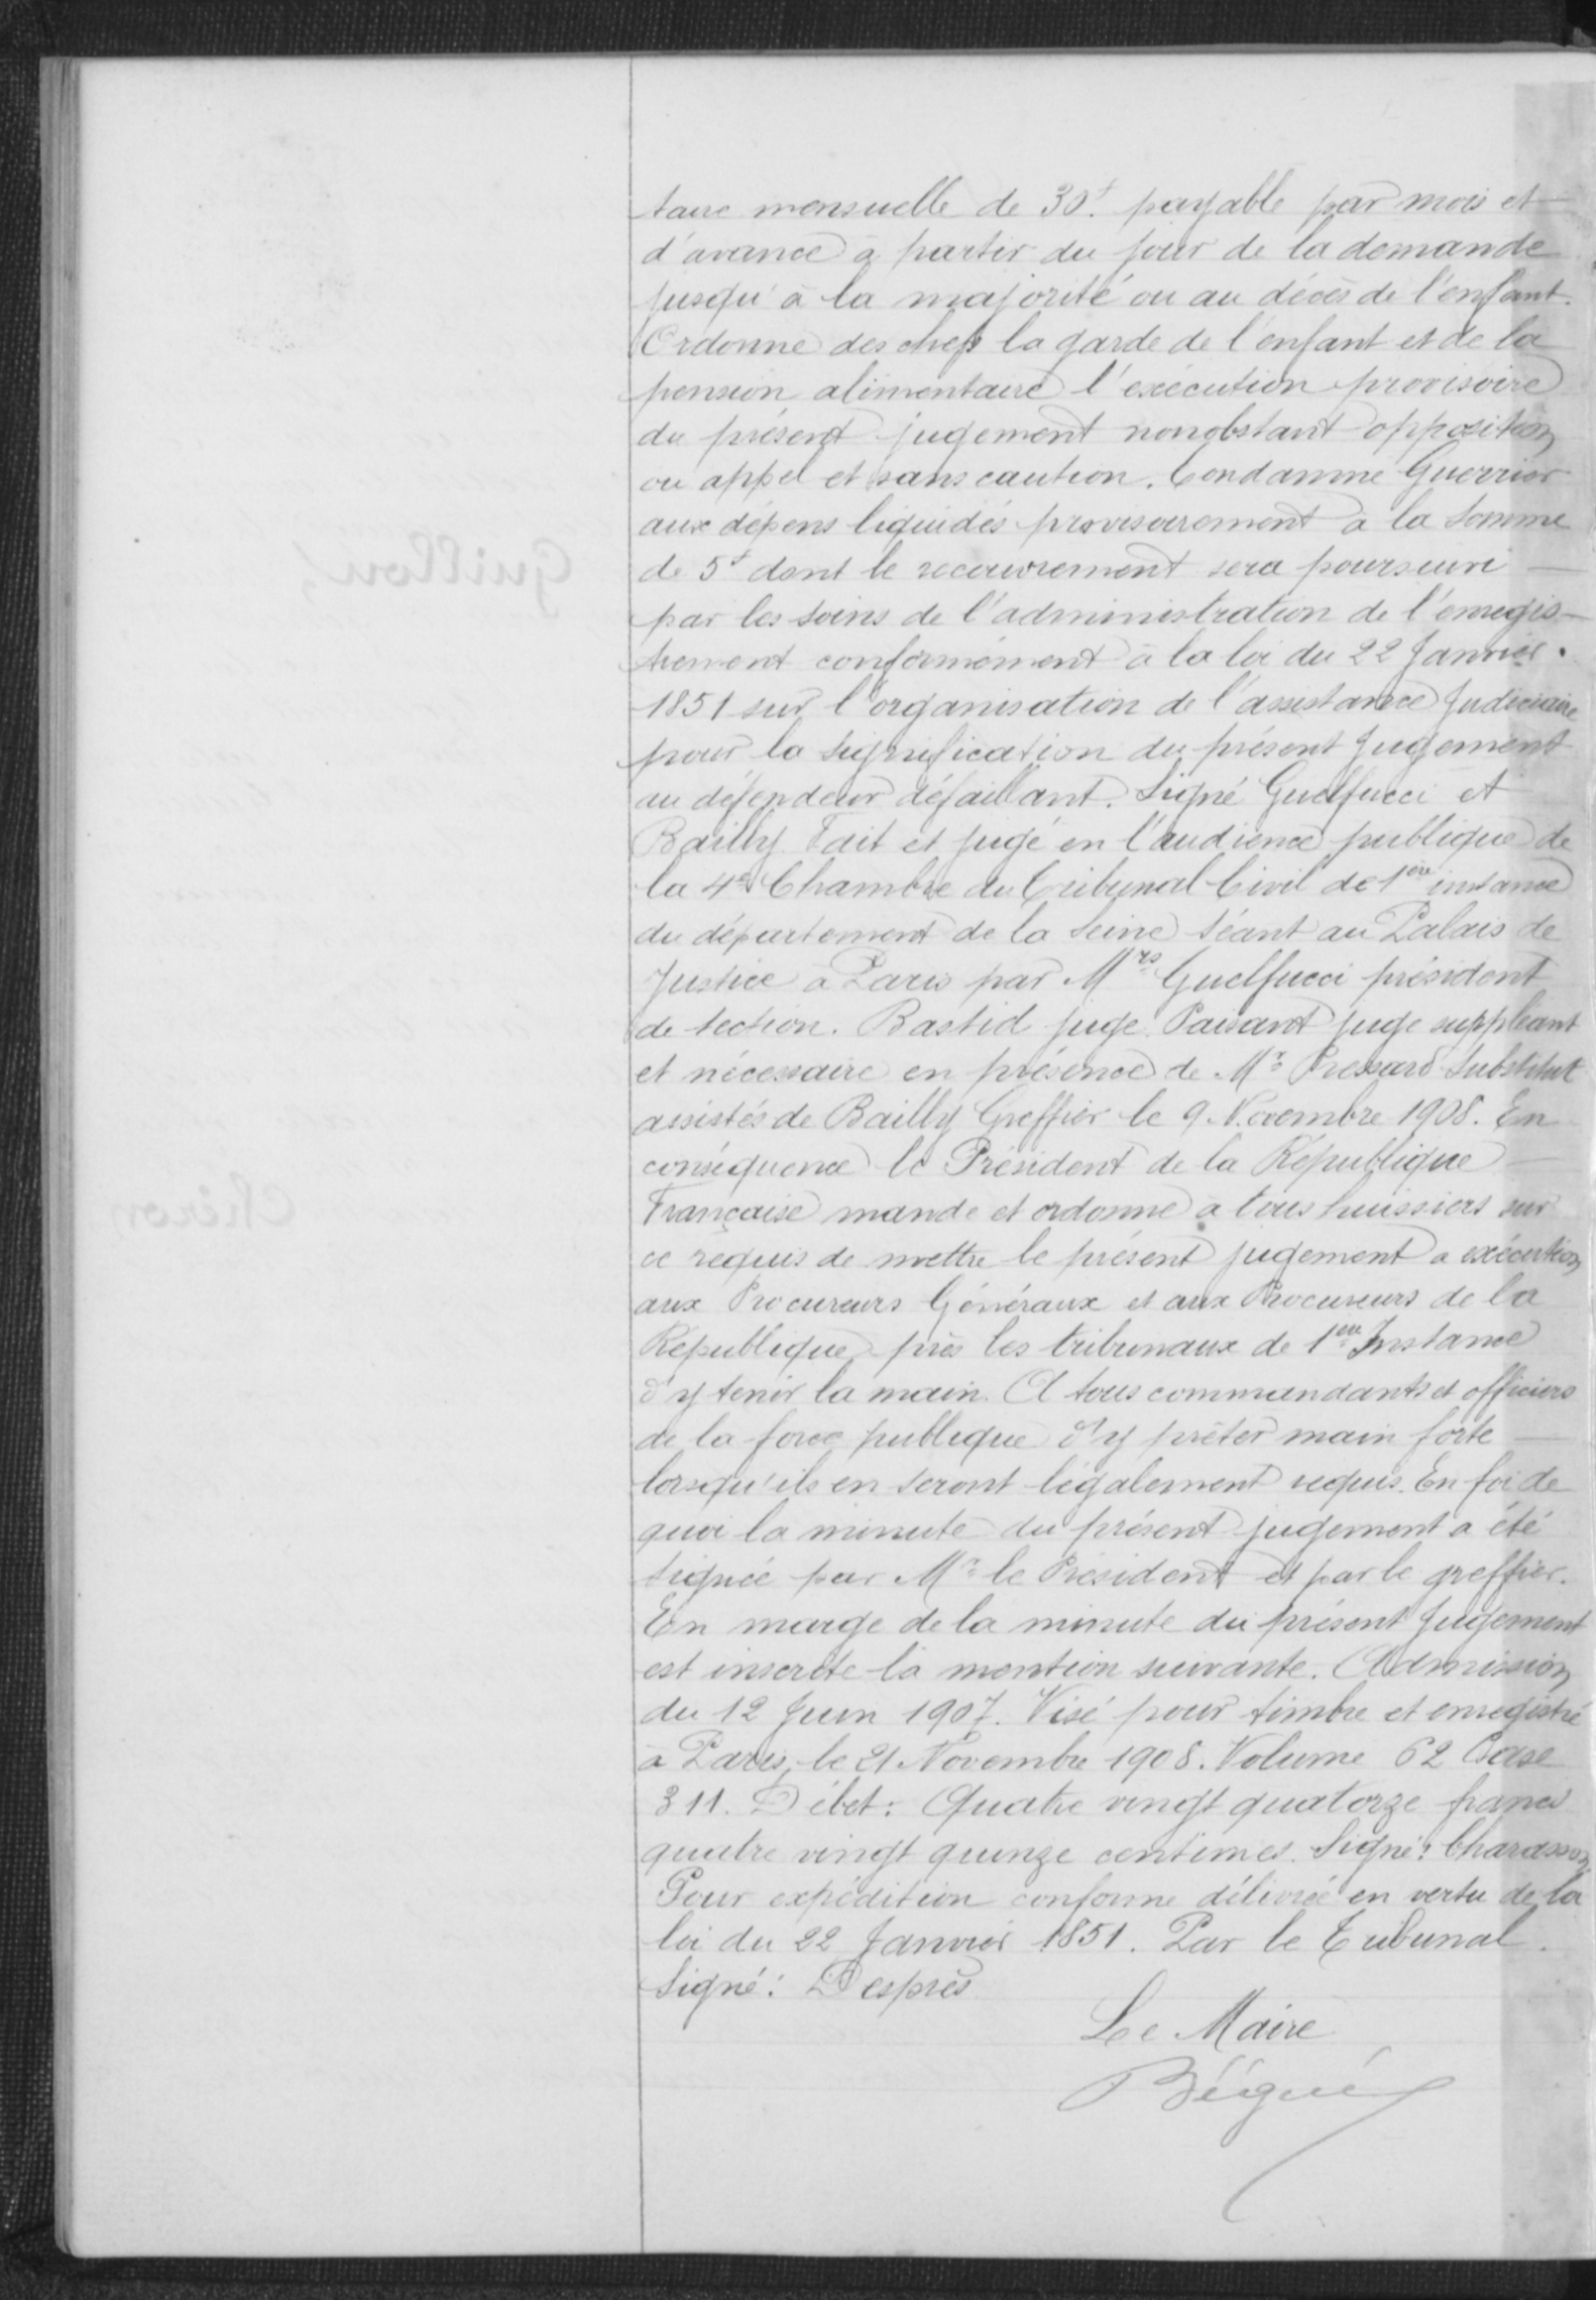 taire mensuelle de 30f. payable par mois et
d'avance à partir du jour de la demande
jusqu'à la majorité ou au décès de l'enfant.
Ordonne des chefs la garde de l'enfant et de la
pension alimentaire l'exécution provisoire
du présent jugement nonobstant opposition
ou appel et sans caution. Condamne Guerrier
aux dépens liquidés provisoirement à la somme
de 5f dont le recouvrement sera poursuivi
par les soins de l'administration de l'enregis-
trement conformément à la loi du 22 Janvier
1851 sur l'organisation de l'assistance Judiciaire
pour la signification du présent Jugement
au défendeur défaillant. Signé Guelfucci et
Bailly Fait et jugé en l'audience publique de
la 4e Chambre du Tribunal Civil de 1ère instance
du département de la Seine séant au Palais de
Justice à Paris par Mrs Guelfucci président
de section. Bastid juge Paisant juge suppléant
et nécessaire en présence de Mr Pressard Substitut
assistés de Bailly Greffier le 9 Novembre 1908. En
conséquence le Président de la République
Française mande et ordonne à tous huissiers sur
ce requis de mettre le présent jugement a exécution
aux Procureurs Généraux et aux Procureurs de la
République près les tribunaux de 1ère Instance
d'y tenir la main. A tous commandants et officiers
de la force publique d'y prêter main forte
lorsqu'ils en seront légalement requis. En foi de
quoi la minute du présent jugement a été
signée par Mr le Président et par le greffier.
En marge de la minute du présent Jugement
est inscrite la mention suivante. Admission
du 12 Juin 1907. Visé pour timbre et enregistré
à Paris, le 21 Novembre 1908. Volume 62 Case
311. Débet: Quatre vingt quatorze francs
quatre vingt quinze centimes. Signé: Charasson
Pour expédition conforme délivrée en vertu de la
loi du 22 Janvier 1851. Par le Tribunal.
Signé: Desprès
Le Maire
Bégué